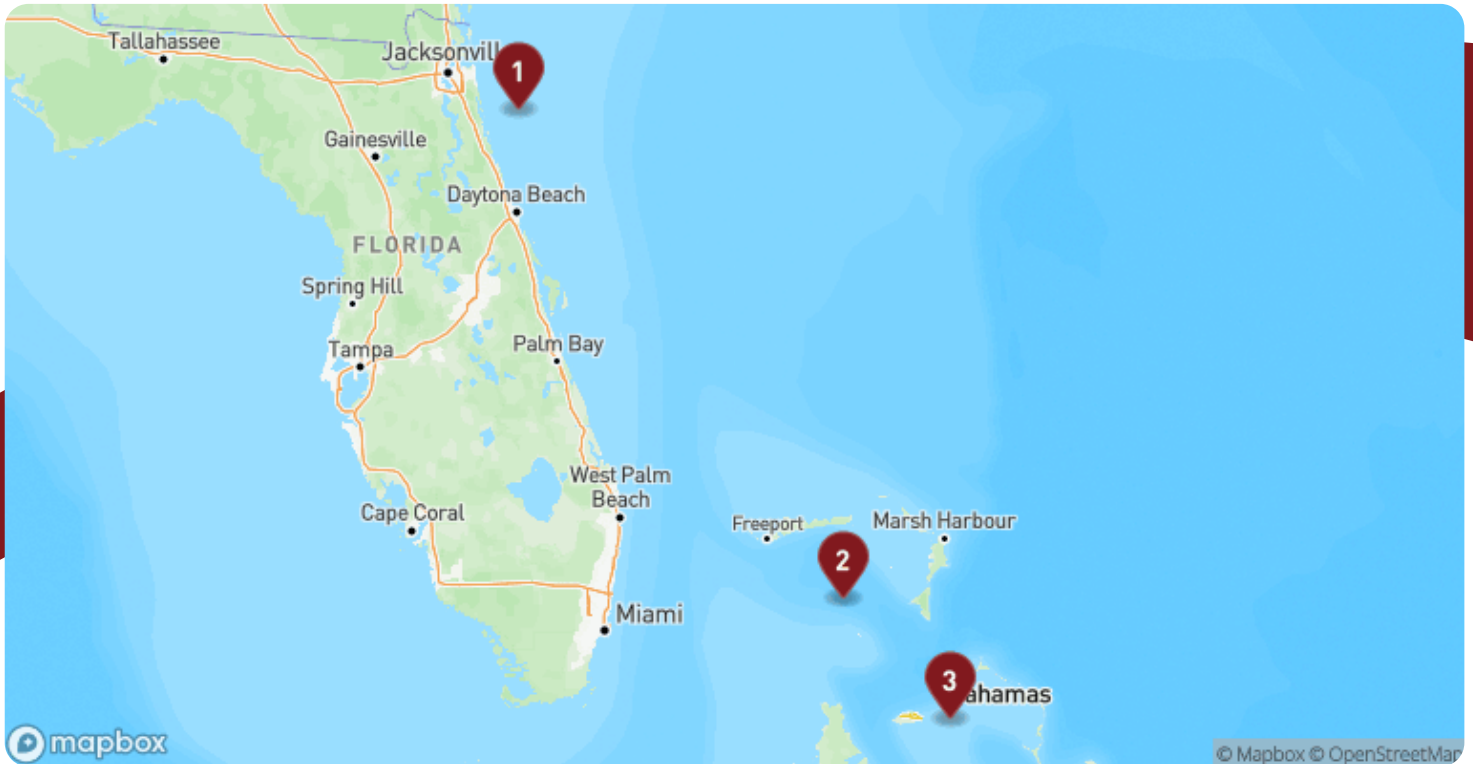 Tallahassee
Jacksonvill
1
Gainesville
Daytona Beach
FLORIDA
Spring Hill
Tampa
Palm Bay
West Palm
Beach
Cape Coral
Freeport
Marsh Harbour
2
Miami
3
ahamas
mapbox
© Mapbox © OpenStreetMap